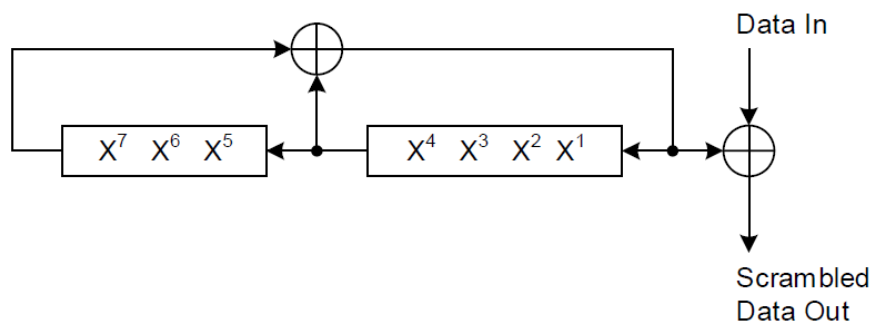 Data In
X⁷ X⁶ X⁵
X⁴ X³ X² X¹
Scrambled
Data Out